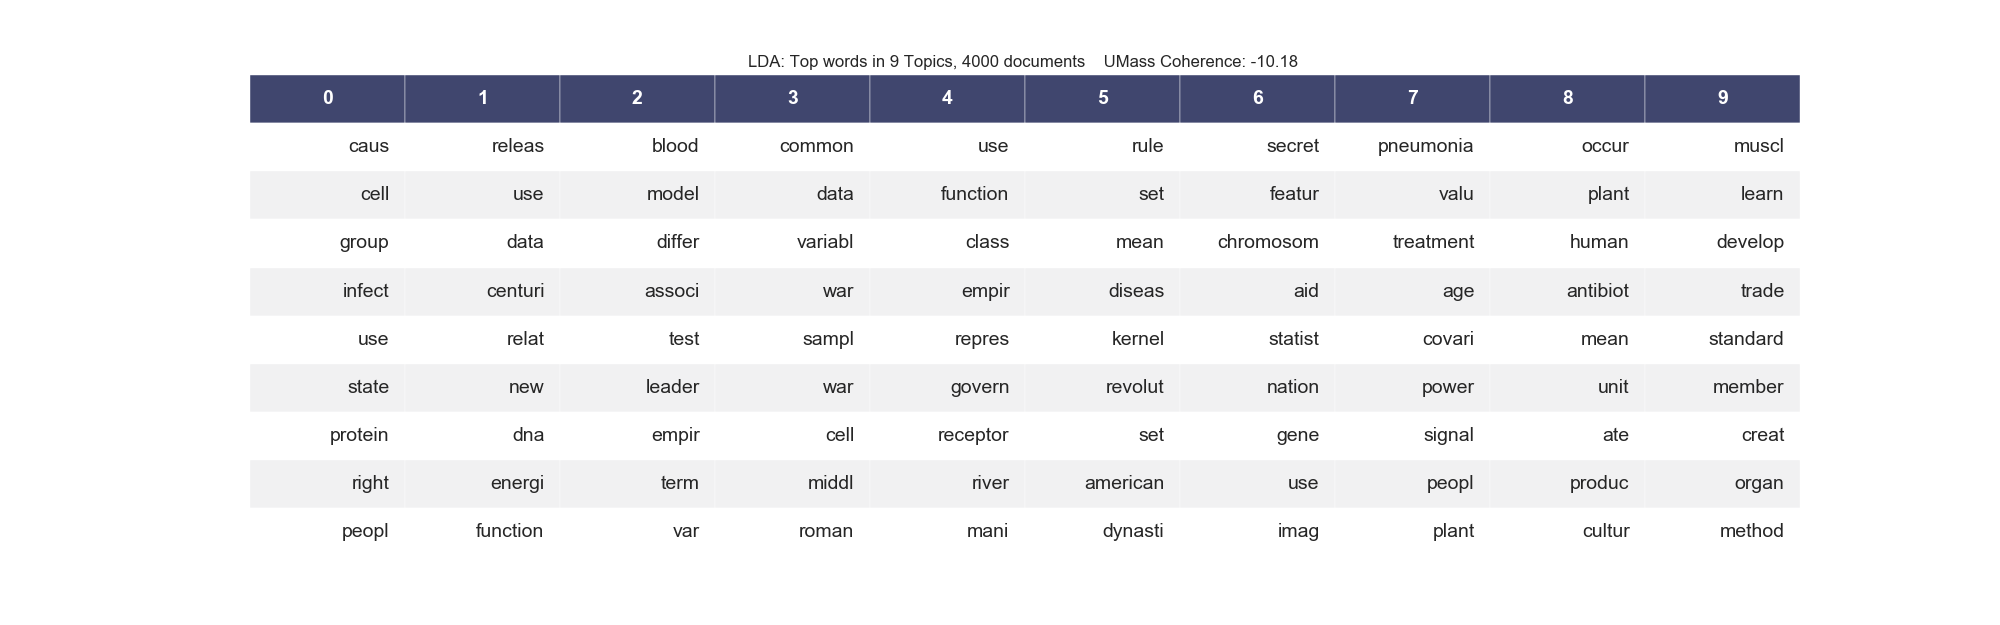 LDA: Top words in 9 Topics, 4000 documents    UMass Coherence: -10.18
0 1 2 3 4 5 6 7 8 9
caus releas blood common use rule secret pneumonia occur muscl
cell use model data function set featur valu plant learn
group data differ variabl class mean chromosom treatment human develop
infect centuri associ war empir diseas aid age antibiot trade
use relat test sampl repres kernel statist covari mean standard
state new leader war govern revolut nation power unit member
protein dna empir cell receptor set gene signal ate creat
right energi term middl river american use peopl produc organ
peopl function var roman mani dynasti imag plant cultur method